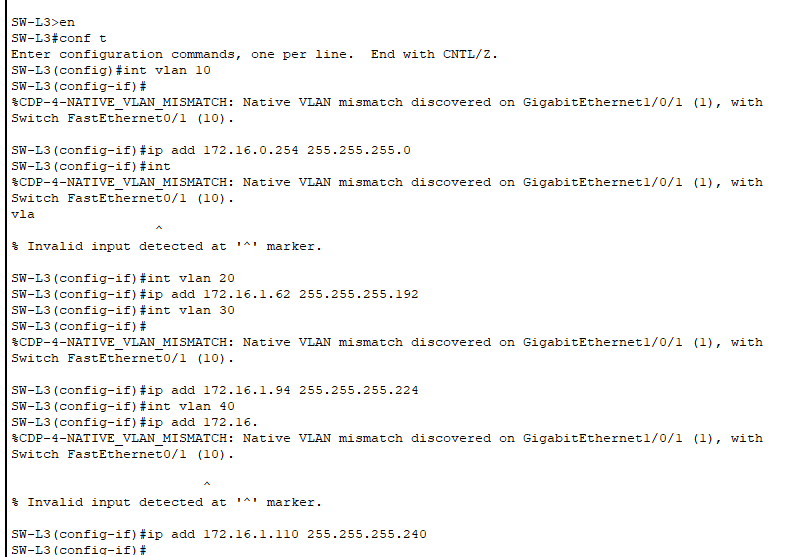 SW-L3>en
SW-L3#conf t
Enter configuration commands, one per line.  End with CNTL/Z.
SW-L3(config)#int vlan 10
SW-L3(config-if)#
%CDP-4-NATIVE_VLAN_MISMATCH: Native VLAN mismatch discovered on GigabitEthernet1/0/1 (1), with
Switch FastEthernet0/1 (10).
SW-L3(config-if)#ip add 172.16.0.254 255.255.255.0
SW-L3(config-if)#int
%CDP-4-NATIVE_VLAN_MISMATCH: Native VLAN mismatch discovered on GigabitEthernet1/0/1 (1), with
Switch FastEthernet0/1 (10).
vla
^
% Invalid input detected at '^' marker.
SW-L3(config-if)#int vlan 20
SW-L3(config-if)#ip add 172.16.1.62 255.255.255.192
SW-L3(config-if)#int vlan 30
SW-L3(config-if)#
%CDP-4-NATIVE_VLAN_MISMATCH: Native VLAN mismatch discovered on GigabitEthernet1/0/1 (1), with
Switch FastEthernet0/1 (10).
SW-L3(config-if)#ip add 172.16.1.94 255.255.255.224
SW-L3(config-if)#int vlan 40
SW-L3(config-if)#ip add 172.16.
%CDP-4-NATIVE_VLAN_MISMATCH: Native VLAN mismatch discovered on GigabitEthernet1/0/1 (1), with
Switch FastEthernet0/1 (10).
^
% Invalid input detected at '^' marker.
SW-L3(config-if)#ip add 172.16.1.110 255.255.255.240
SW-L3(config-if)#